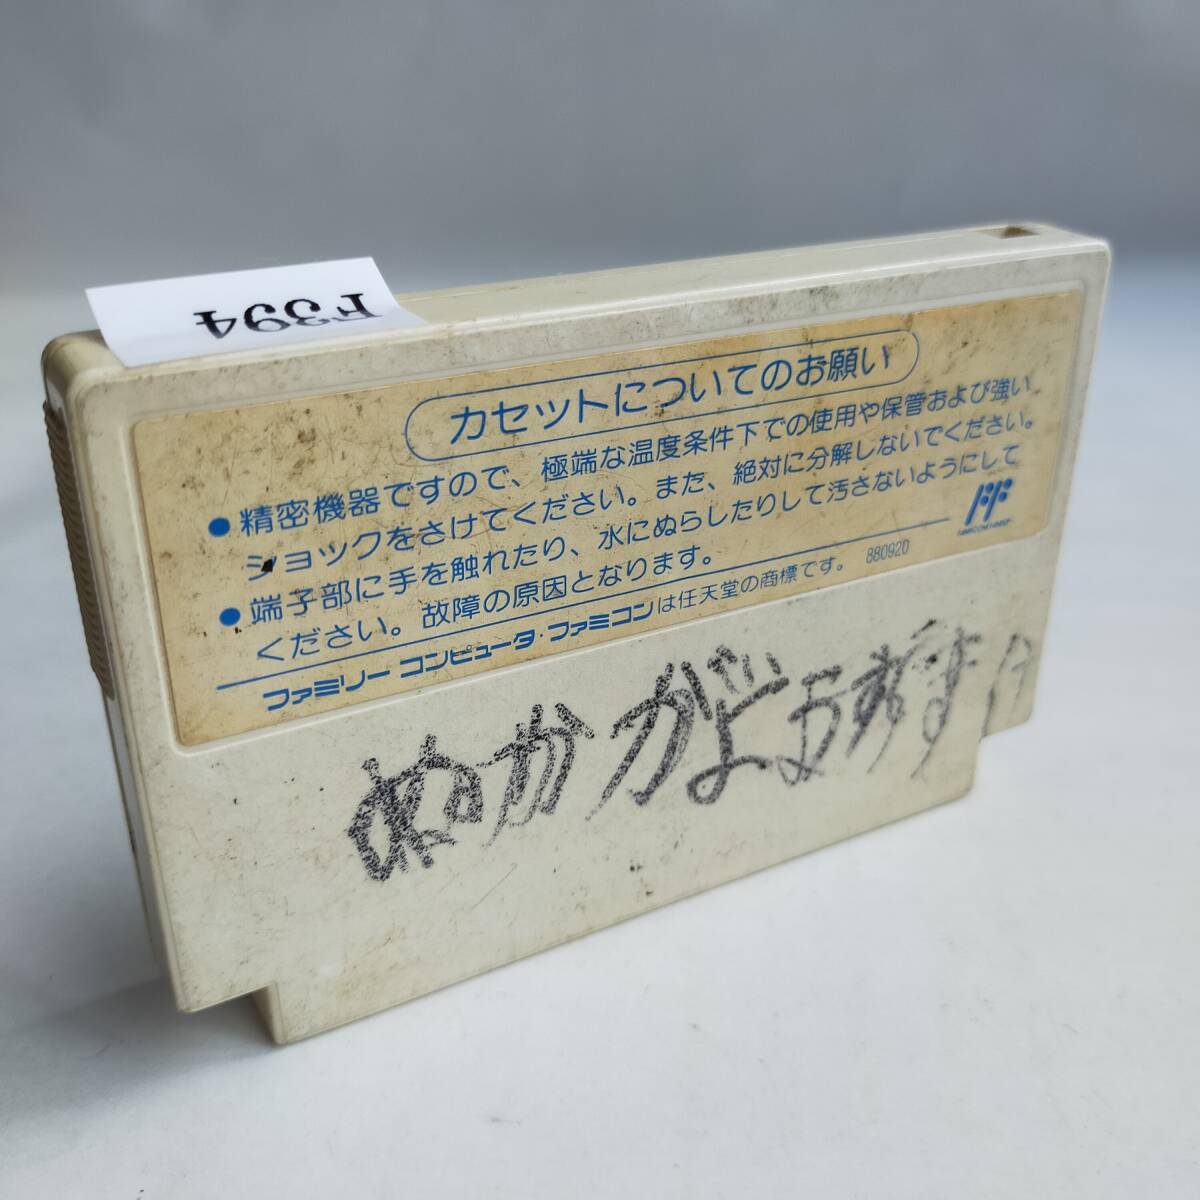 F394
カセットについてのお願い
●精密機器ですので、極端な温度条件下での使用や保管および強い
ショックをさけてください。また、絶対に分解しないでください。
●端子部に手を触れたり、水にぬらしたりして汚さないようにして
ください。故障の原因となります。
ファミリーコンピュータ・ファミコンは任天堂の商標です。 880920